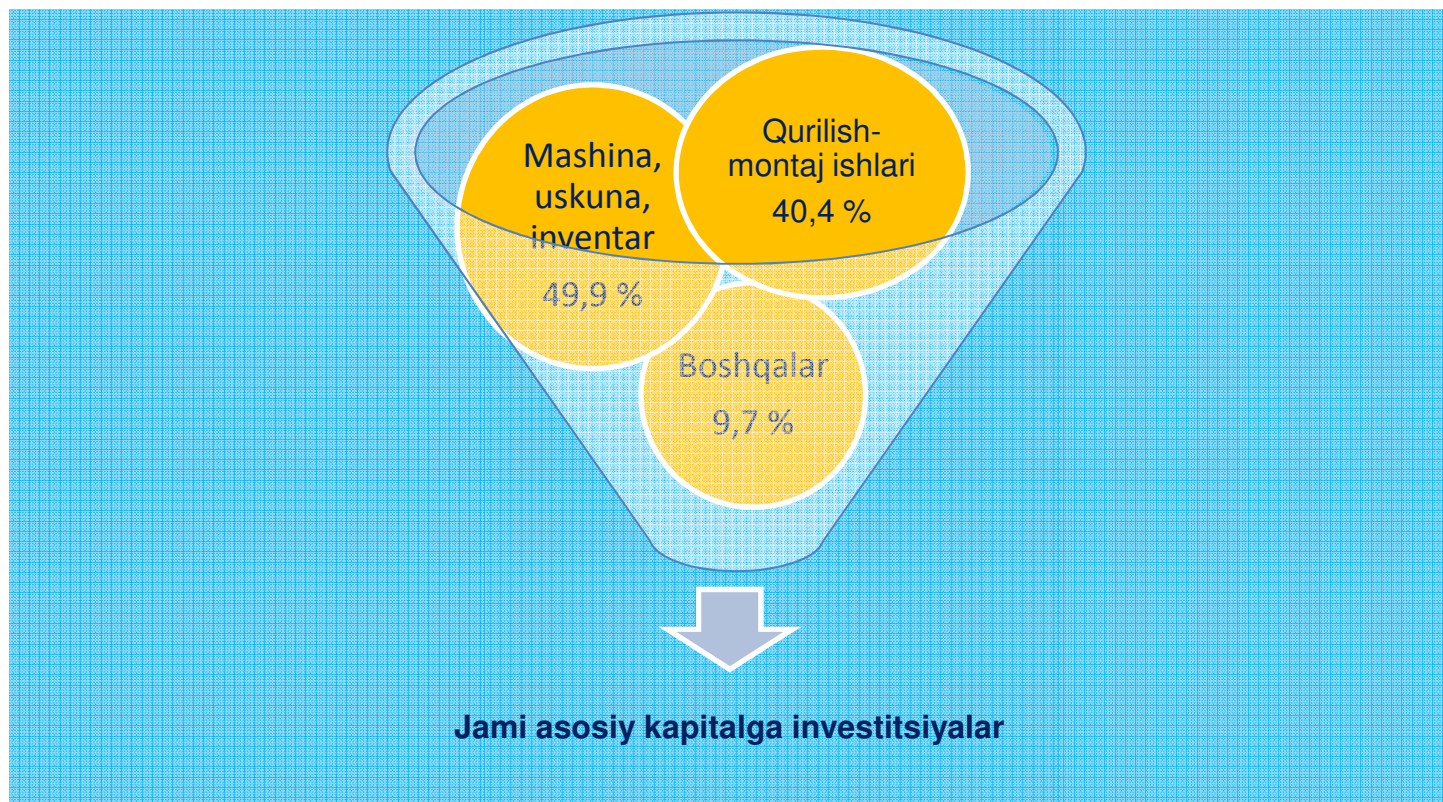 Mashina,
uskuna,
inventar
49,9 %
Qurilish-
montaj ishlari
40,4 %
Boshqalar
9,7 %
Jami asosiy kapitalga investitsiyalar